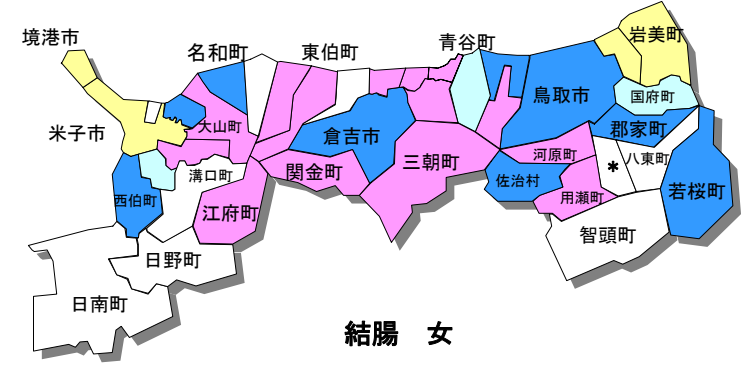 境港市
名和町
東伯町
青谷町
岩美町
米子市
大山町
倉吉市
鳥取市
国府町
郡家町
溝口町
関金町
三朝町
河原町
八東町
*
西伯町
江府町
佐治村
用瀬町
若桜町
智頭町
日野町
日南町
結腸 女